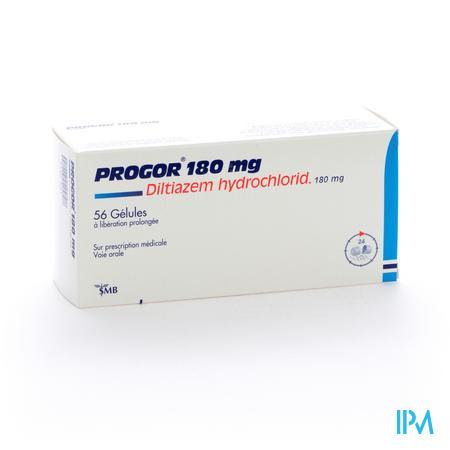 PROGOR® 180 mg
Diltiazem hydrochlorid. 180 mg
56 Gélules
à libération prolongée
Sur prescription médicale
Voie orale
SMB
24
PROGOR 180 mg
IPM